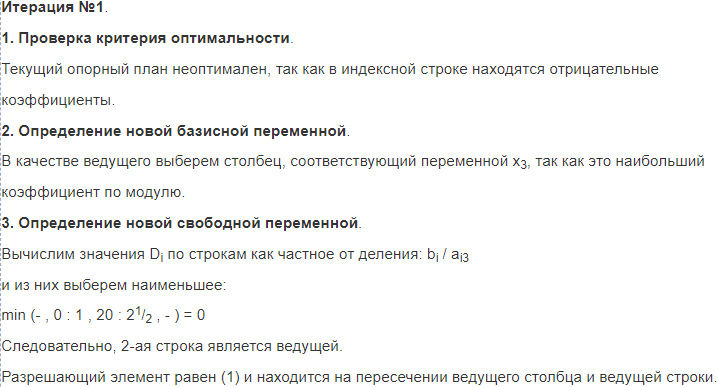 Итерация №1.
1. Проверка критерия оптимальности.
Текущий опорный план неоптимален, так как в индексной строке находятся отрицательные
коэффициенты.
2. Определение новой базисной переменной.
В качестве ведущего выберем столбец, соответствующий переменной x₃, так как это наибольший
коэффициент по модулю.
3. Определение новой свободной переменной.
Вычислим значения Dᵢ по строкам как частное от деления: bᵢ / aᵢ₃
и из них выберем наименьшее:
min (- , 0 : 1 , 20 : 2¹/₂ , - ) = 0
Следовательно, 2-ая строка является ведущей.
Разрешающий элемент равен (1) и находится на пересечении ведущего столбца и ведущей строки.